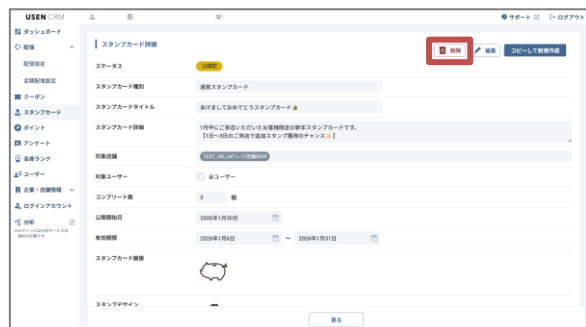 USEN CRM
サポート
ログアウト
ダッシュボード
配信
配信設定
定期配信設定
クーポン
スタンプカード
ポイント
アンケート
会員ランク
ユーザー
企業・店舗情報
ログインアカウント
分析
スタンプカード詳細
削除
編集
コピーして新規作成
ステータス
公開前
スタンプカード種別
通常スタンプカード
スタンプカードタイトル
あけましておめでとうスタンプカード🎍
スタンプカード詳細
1月中にご来店いただいたお客様限定の新年スタンプカードです。
【1日~3日のご来店で追加スタンプ獲得のチャンス✨】
対象店舗
対象ユーザー
全ユーザー
コンプリート数
3 個
公開開始日
2026年1月30日
有効期限
2026年1月6日 ~ 2026年1月31日
スタンプカード画像
スタンプデザイン
戻る